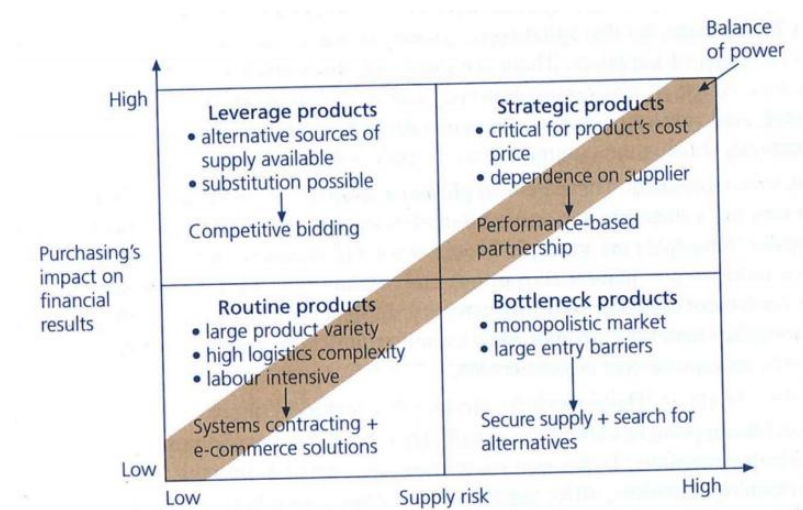 Balance
of power
High
Leverage products
• alternative sources of
supply available
• substitution possible
Competitive bidding
Strategic products
• critical for product's cost
price
• dependence on supplier
Performance-based
partnership
Purchasing's
impact on
financial
results
Routine products
• large product variety
• high logistics complexity
• labour intensive
Systems contracting +
e-commerce solutions
Bottleneck products
• monopolistic market
• large entry barriers
Secure supply + search for
alternatives
Low
Low
Supply risk
High